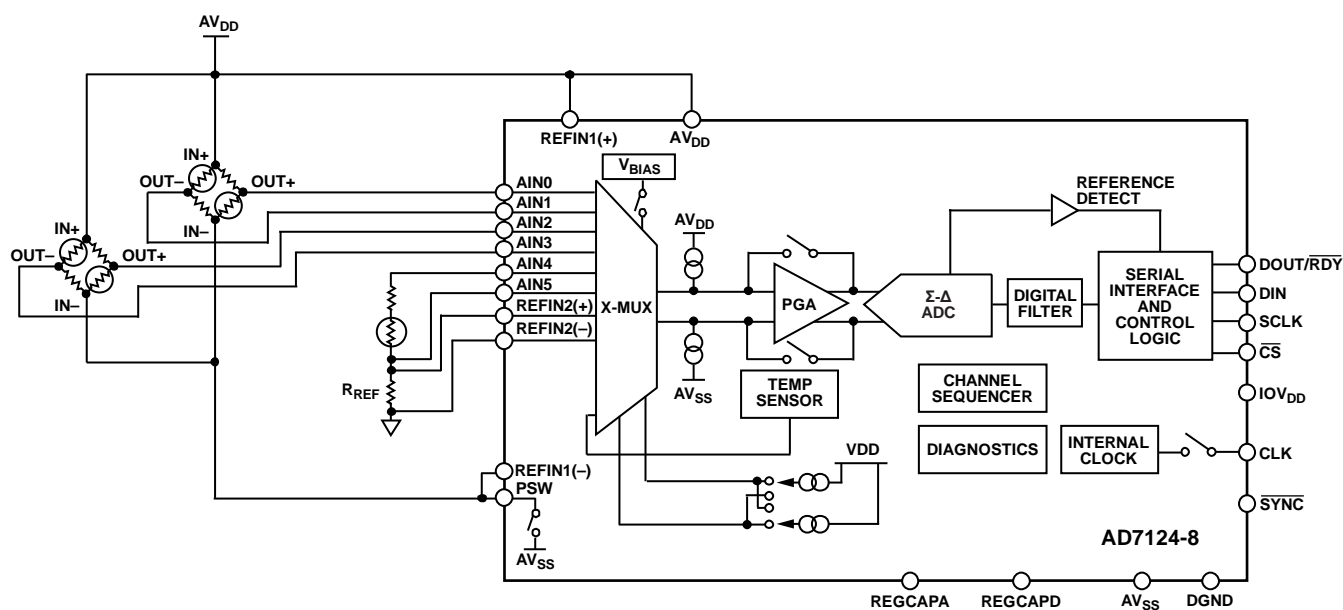 AVDD
REFIN1(+)
AVDD
IN+
OUT–
OUT+
IN–
IN+
OUT–
OUT+
IN–
RREF
AIN0
AIN1
AIN2
AIN3
AIN4
AIN5
REFIN2(+)
REFIN2(–)
REFIN1(–)
PSW
AVSS
VBIAS
X-MUX
AVDD
AVSS
PGA
TEMP
SENSOR
VDD
Σ-Δ
ADC
REFERENCE
DETECT
DIGITAL
FILTER
SERIAL
INTERFACE
AND
CONTROL
LOGIC
CHANNEL
SEQUENCER
DIAGNOSTICS
INTERNAL
CLOCK
DOUT/RDY
DIN
SCLK
CS
IOVDD
CLK
SYNC
AD7124-8
REGCAPA
REGCAPD
AVSS
DGND